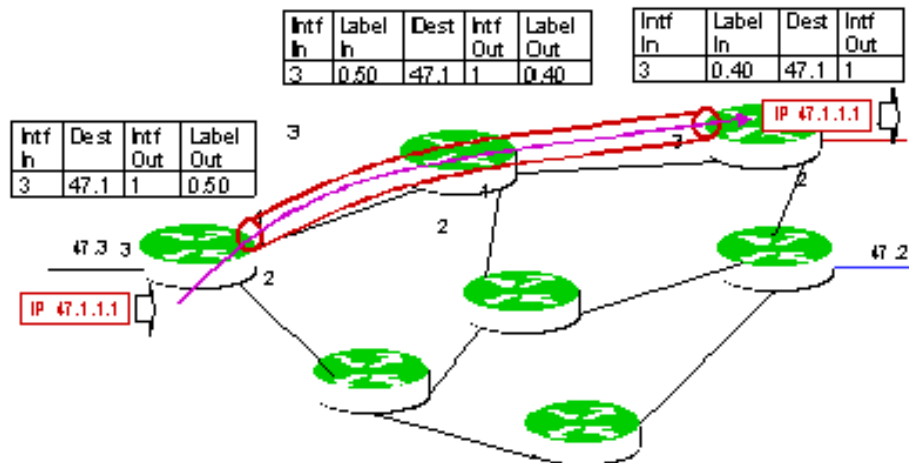 Intf In Label In Dest Intf Out Label Out
3 0.50 47.1 1 0.40
Intf In Label In Dest Intf Out
3 0.40 47.1 1
IP 47.1.1.1
Intf In Dest Intf Out Label Out
3 47.1 1 0.50
3
3
1
2
2
47.3 3
2
47.2
IP 47.1.1.1